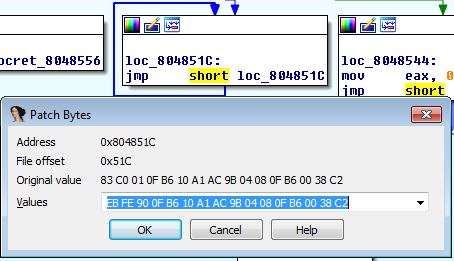 ocret_8048556
loc_804851C:
jmp short loc_804851C
loc_8048544:
mov eax, 0
jmp short
Patch Bytes
Address 0x804851C
File offset 0x51C
Original value 83 C0 01 0F B6 10 A1 AC 9B 04 08 0F B6 00 38 C2
Values EB FE 90 0F B6 10 A1 AC 9B 04 08 0F B6 00 38 C2
OK Cancel Help